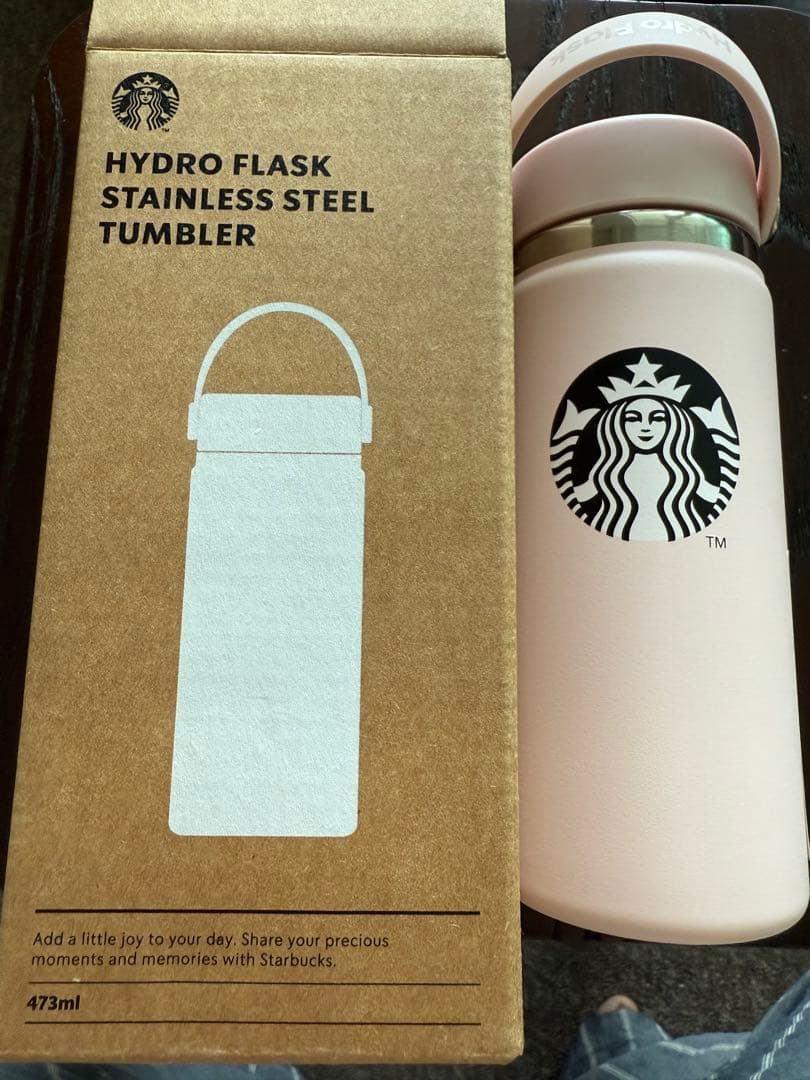 HYDRO FLASK
STAINLESS STEEL
TUMBLER
Add a little joy to your day. Share your precious
moments and memories with Starbucks.
473ml
Hydro Flask
TM